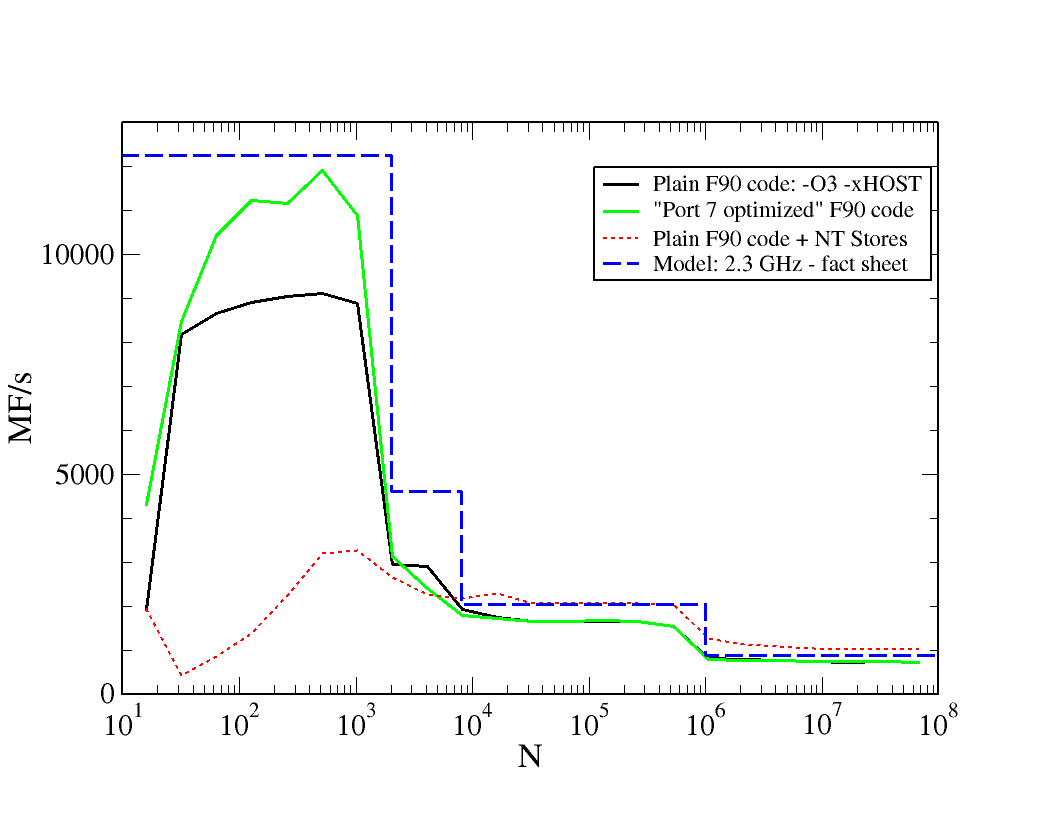 Plain F90 code: -O3 -xHOST
"Port 7 optimized" F90 code
Plain F90 code + NT Stores
Model: 2.3 GHz - fact sheet
10000
5000
0
MF/s
10^1 10^2 10^3 10^4 10^5 10^6 10^7 10^8
N